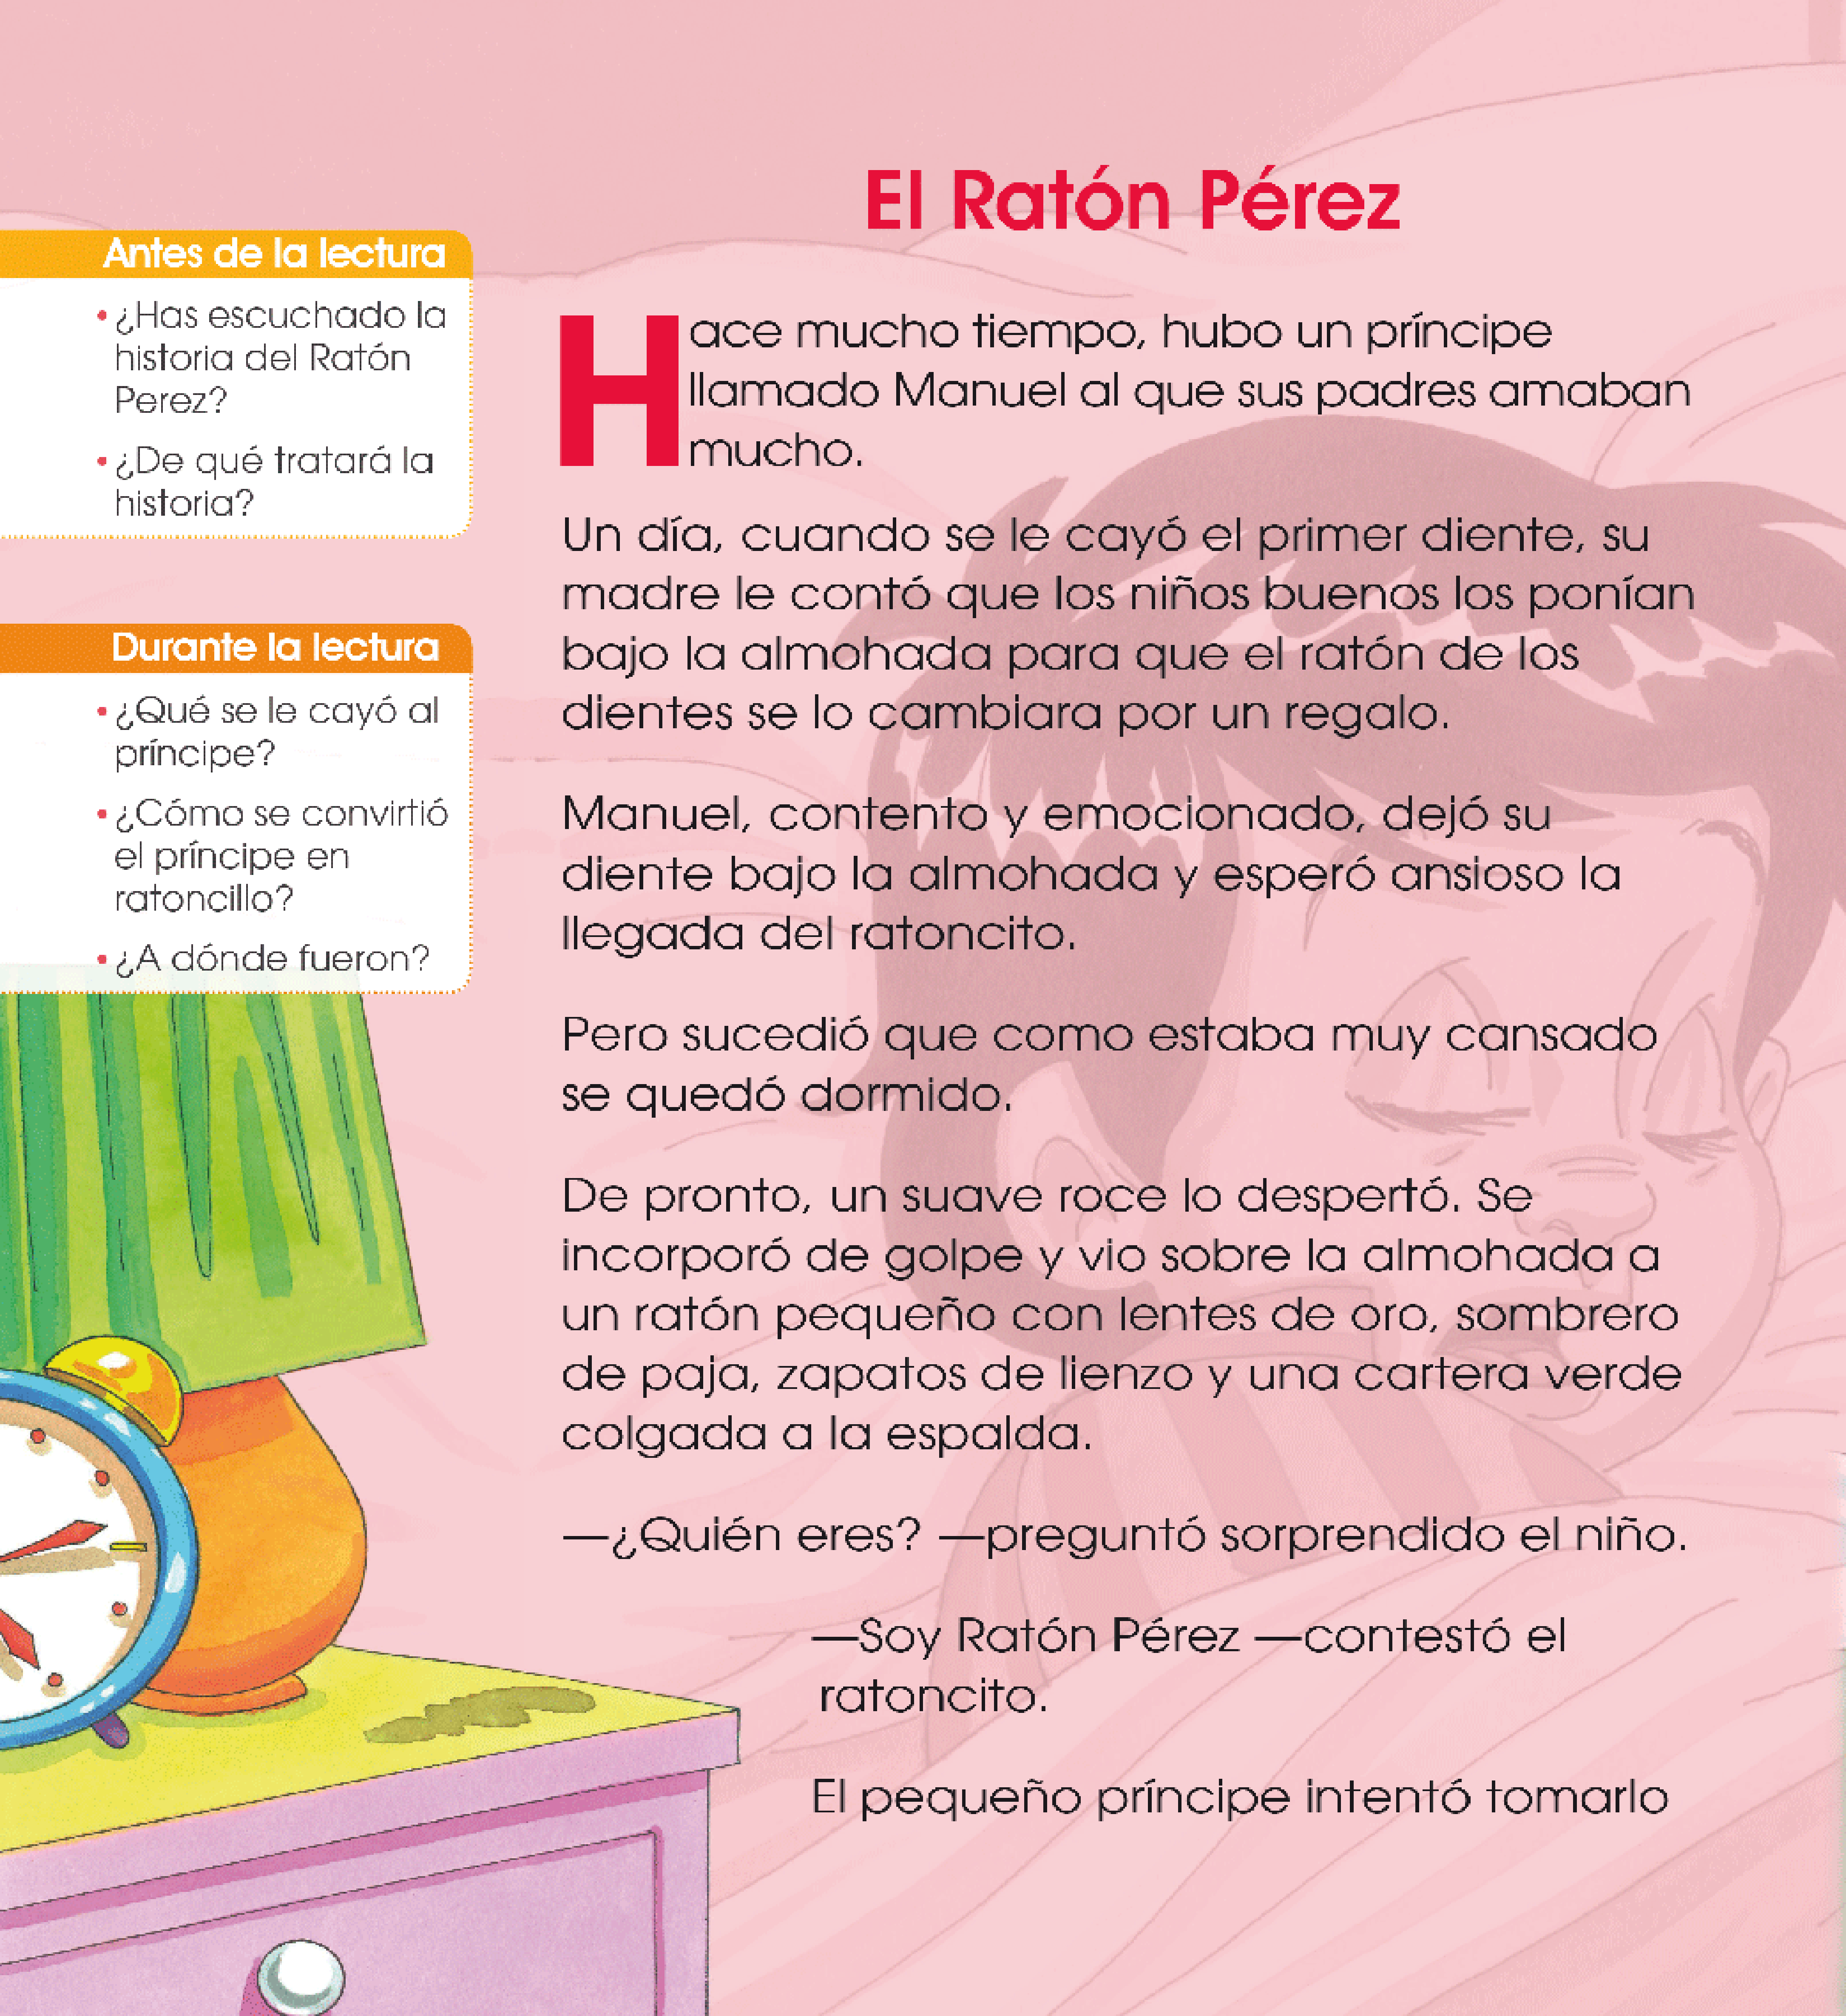 El Ratón Pérez
Antes de la lectura
• ¿Has escuchado la
historia del Ratón
Perez?
• ¿De qué tratará la
historia?
Durante la lectura
• ¿Qué se le cayó al
príncipe?
• ¿Cómo se convirtió
el príncipe en
ratoncillo?
• ¿A dónde fueron?
Hace mucho tiempo, hubo un príncipe
llamado Manuel al que sus padres amaban
mucho.
Un día, cuando se le cayó el primer diente, su
madre le contó que los niños buenos los ponían
bajo la almohada para que el ratón de los
dientes se lo cambiara por un regalo.
Manuel, contento y emocionado, dejó su
diente bajo la almohada y esperó ansioso la
llegada del ratoncito.
Pero sucedió que como estaba muy cansado
se quedó dormido.
De pronto, un suave roce lo despertó. Se
incorporó de golpe y vio sobre la almohada a
un ratón pequeño con lentes de oro, sombrero
de paja, zapatos de lienzo y una cartera verde
colgada a la espalda.
—¿Quién eres? —preguntó sorprendido el niño.
—Soy Ratón Pérez —contestó el
ratoncito.
El pequeño príncipe intentó tomarlo